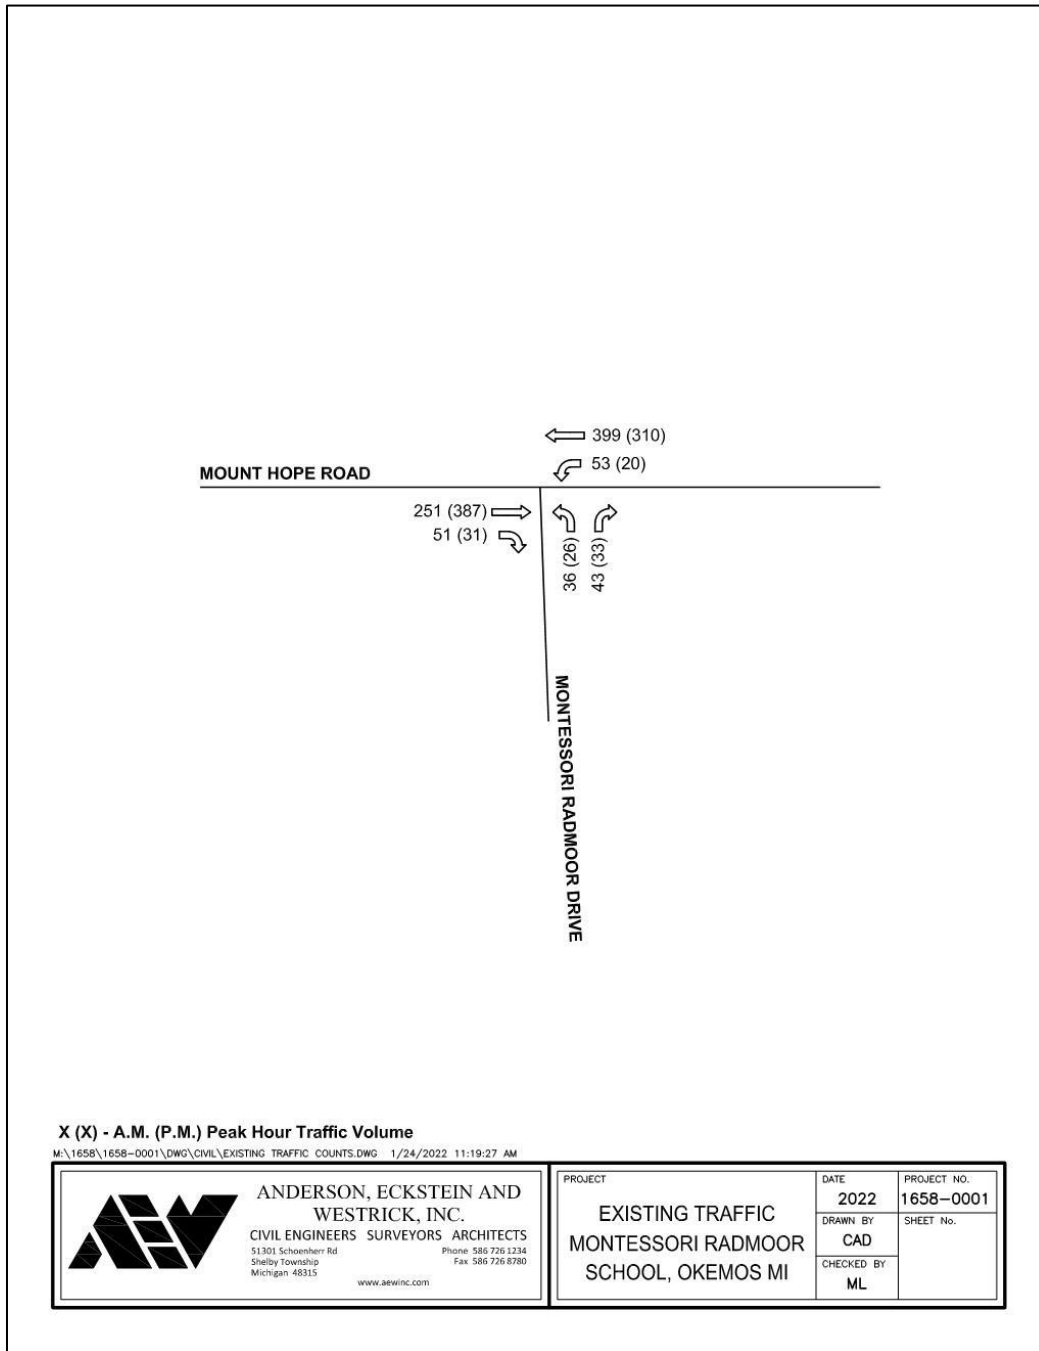 399 (310)
53 (20)
MOUNT HOPE ROAD
251 (387)
51 (31)
36 (26)
43 (33)
MONTESSORI RADMOOR DRIVE
X (X) - A.M. (P.M.) Peak Hour Traffic Volume
M:\1658\1658-0001\DWG\CIVIL\EXISTING TRAFFIC COUNTS.DWG 1/24/2022 11:19:27 AM
AEW
ANDERSON, ECKSTEIN AND
WESTRICK, INC.
CIVIL ENGINEERS SURVEYORS ARCHITECTS
51301 Schoenherr Rd Phone 586 726 1234
Shelby Township Fax 586 726 8780
Michigan 48315
www.aewinc.com
PROJECT
EXISTING TRAFFIC
MONTESSORI RADMOOR
SCHOOL, OKEMOS MI
DATE
2022
PROJECT NO.
1658-0001
DRAWN BY
CAD
SHEET No.
CHECKED BY
ML